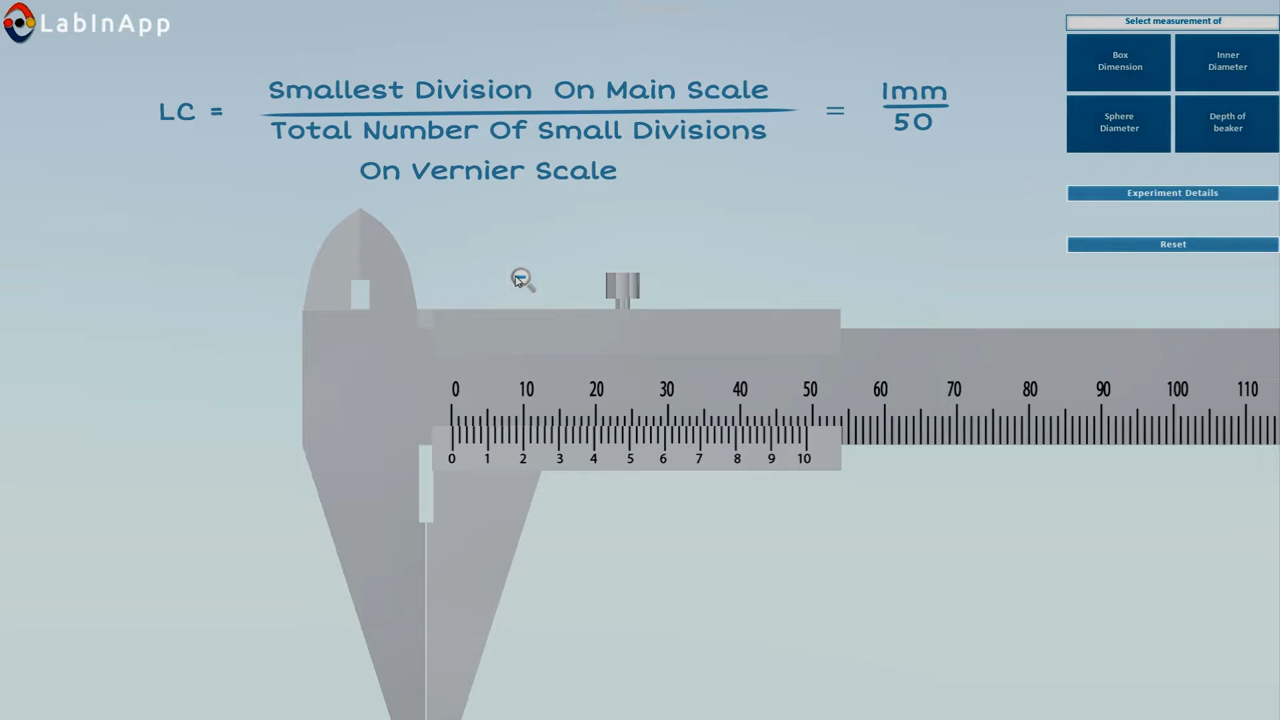 LabInApp
Select measurement of
Box Dimension
Inner Diameter
Sphere Diameter
Depth of beaker
Experiment Details
Reset
LC = Smallest Division On Main Scale = 1mm
Total Number Of Small Divisions 50
On Vernier Scale
0 10 20 30 40 50 60 70 80 90 100 110
0 1 2 3 4 5 6 7 8 9 10